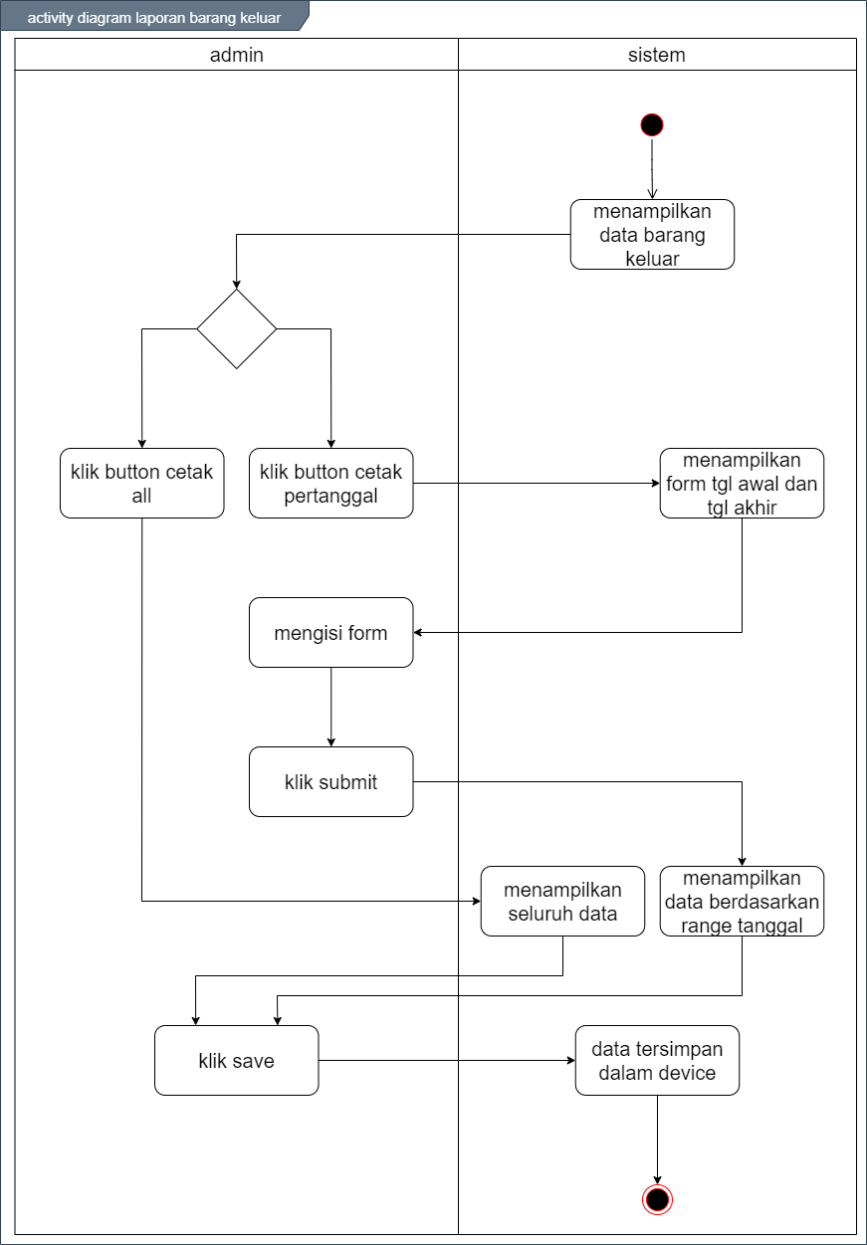 activity diagram laporan barang keluar
admin
sistem
menampilkan
data barang
keluar
klik button cetak
all
klik button cetak
pertanggal
menampilkan
form tgl awal dan
tgl akhir
mengisi form
klik submit
menampilkan
seluruh data
menampilkan
data berdasarkan
range tanggal
klik save
data tersimpan
dalam device